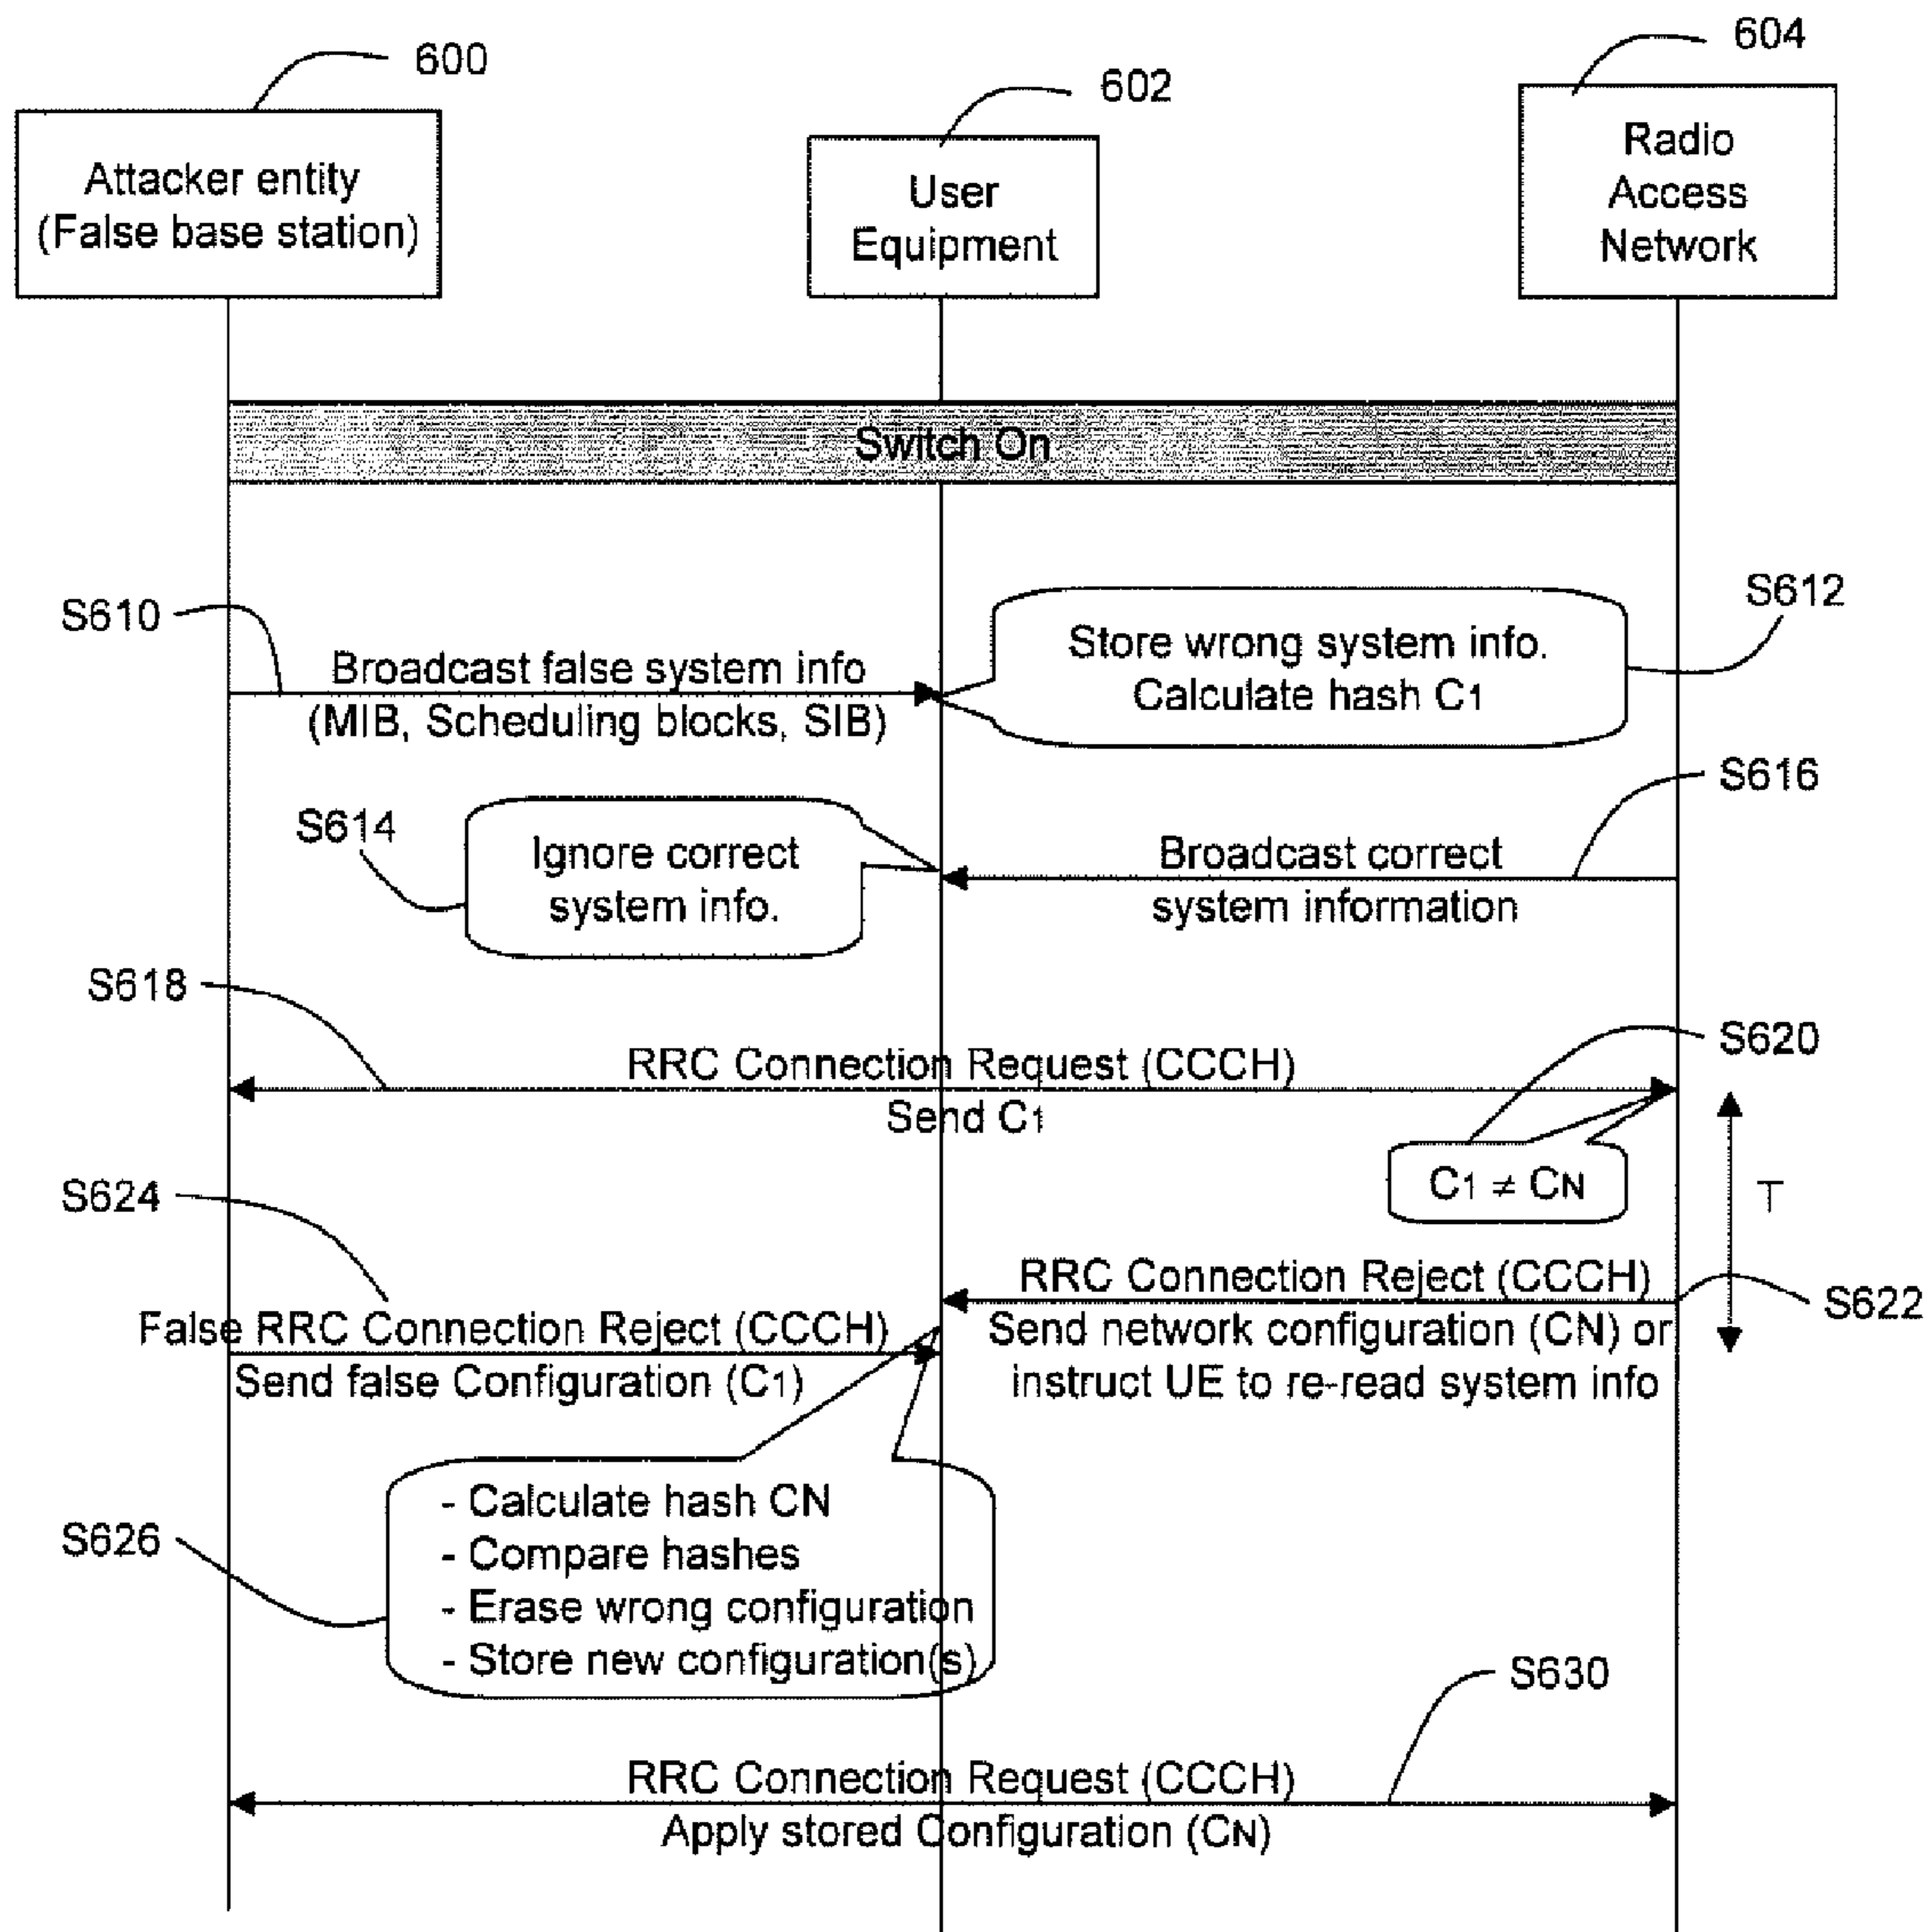 600
602
604
Attacker entity
(False base station)
User
Equipment
Radio
Access
Network
Switch On
S610
Broadcast false system info
(MIB, Scheduling blocks, SIB)
Store wrong system info.
Calculate hash C1
S612
S614
Ignore correct
system info.
S616
Broadcast correct
system information
S618
RRC Connection Request (CCCH)
Send C1
S620
C1 ≠ CN
T
S624
False RRC Connection Reject (CCCH)
Send false Configuration (C1)
RRC Connection Reject (CCCH)
Send network configuration (CN) or
instruct UE to re-read system info
S622
S626
- Calculate hash CN
- Compare hashes
- Erase wrong configuration
- Store new configuration(s)
S630
RRC Connection Request (CCCH)
Apply stored Configuration (CN)